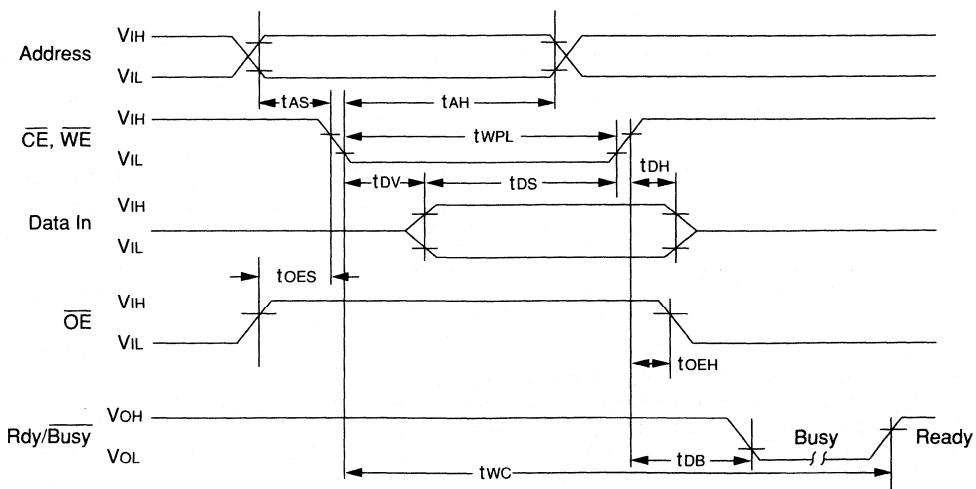 Address
VIH
VIL
tAS
tAH
CE, WE
VIH
VIL
tWPL
tDH
tDV
tDS
Data In
VIH
VIL
tOES
OE
VIH
VIL
tOEH
Rdy/Busy
VOH
VOL
Busy
Ready
tDB
tWC